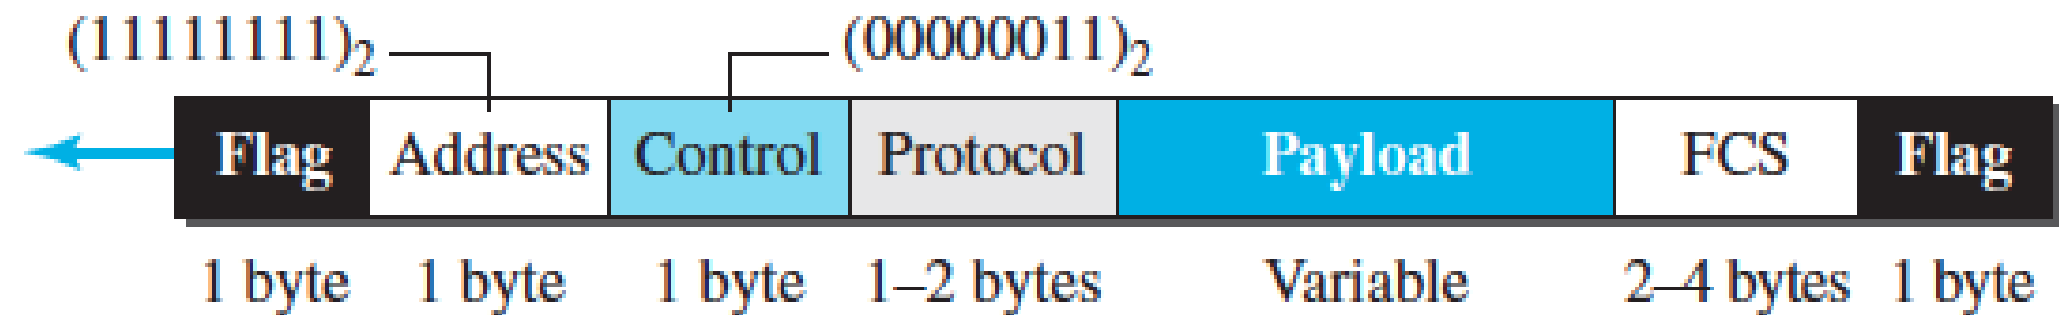 (11111111)₂ (00000011)₂
Flag Address Control Protocol Payload FCS Flag
1 byte 1 byte 1 byte 1–2 bytes Variable 2–4 bytes 1 byte